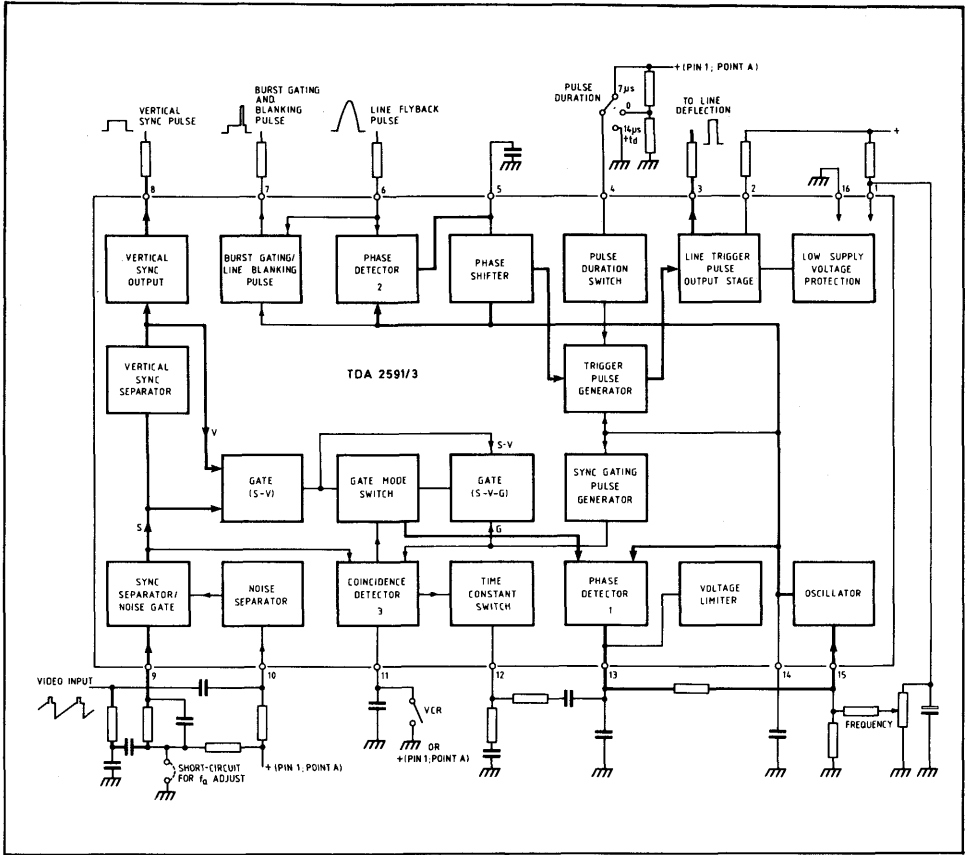 +(PIN 1; POINT A)
PULSE
DURATION
7µs
0
14µs
+td
VERTICAL
SYNC PULSE
BURST GATING
AND
BLANKING
PULSE
LINE FLYBACK
PULSE
TO LINE
DEFLECTION
+
8
7
6
5
4
3
2
16
1
VERTICAL
SYNC
OUTPUT
BURST GATING/
LINE BLANKING
PULSE
PHASE
DETECTOR
2
PHASE
SHIFTER
PULSE
DURATION
SWITCH
LINE TRIGGER
PULSE
OUTPUT STAGE
LOW SUPPLY
VOLTAGE
PROTECTION
VERTICAL
SYNC
SEPARATOR
TDA 2591/3
TRIGGER
PULSE
GENERATOR
V
S-V
GATE
(S-V)
GATE MODE
SWITCH
GATE
(S-V-G)
SYNC GATING
PULSE
GENERATOR
S
G
SYNC
SEPARATOR/
NOISE GATE
NOISE
SEPARATOR
COINCIDENCE
DETECTOR
3
TIME
CONSTANT
SWITCH
PHASE
DETECTOR
1
VOLTAGE
LIMITER
OSCILLATOR
9
10
11
12
13
14
15
VIDEO INPUT
VCR
OR
+(PIN 1; POINT A)
FREQUENCY
+(PIN 1; POINT A)
SHORT-CIRCUIT
FOR fo ADJUST